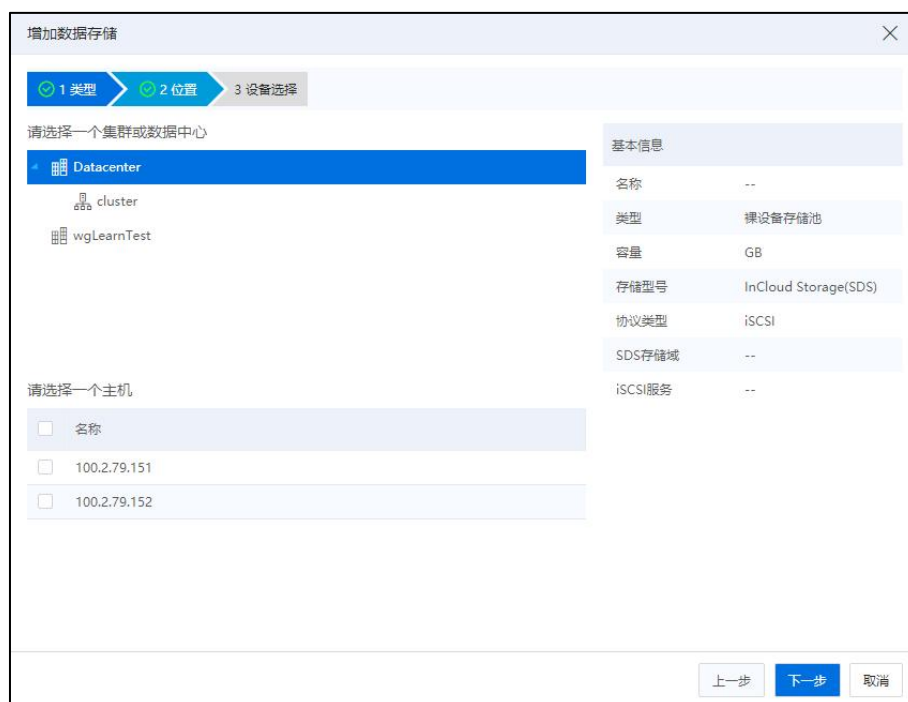 增加数据存储
1 类型
2 位置
3 设备选择
请选择一个集群或数据中心
Datacenter
cluster
wgLearnTest
请选择一个主机
名称
100.2.79.151
100.2.79.152
基本信息
名称 --
类型 裸设备存储池
容量 GB
存储型号 InCloud Storage(SDS)
协议类型 iSCSI
SDS存储域 --
iSCSI服务 --
上一步 下一步 取消